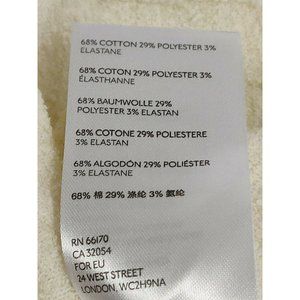 68% COTTON 29% POLYESTER 3%
ELASTANE
68% COTON 29% POLYESTER 3%
ÉLASTHANNE
68% BAUMWOLLE 29%
POLYESTER 3% ELASTAN
68% COTONE 29% POLIESTERE
3% ELASTAN
68% ALGODÓN 29% POLIÉSTER
3% ELASTANE
68% 棉 29% 涤纶 3% 氨纶
RN 66170
CA 32054
FOR EU
24 WEST STREET
LONDON, WC2H9NA